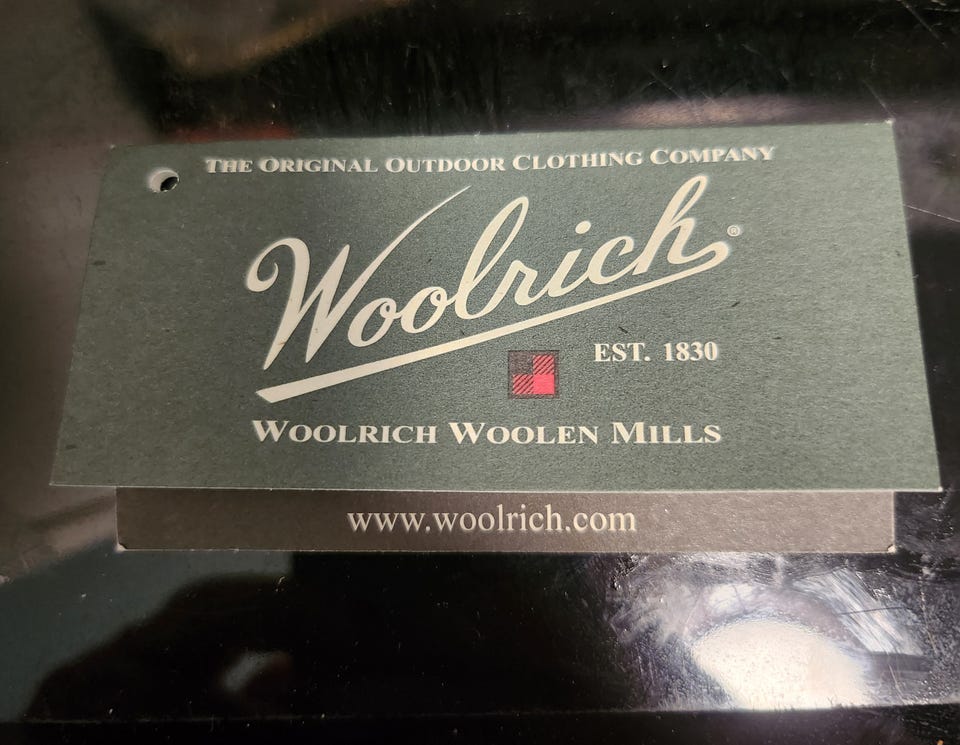 THE ORIGINAL OUTDOOR CLOTHING COMPANY
Woolrich®
EST. 1830
WOOLRICH WOOLEN MILLS
www.woolrich.com